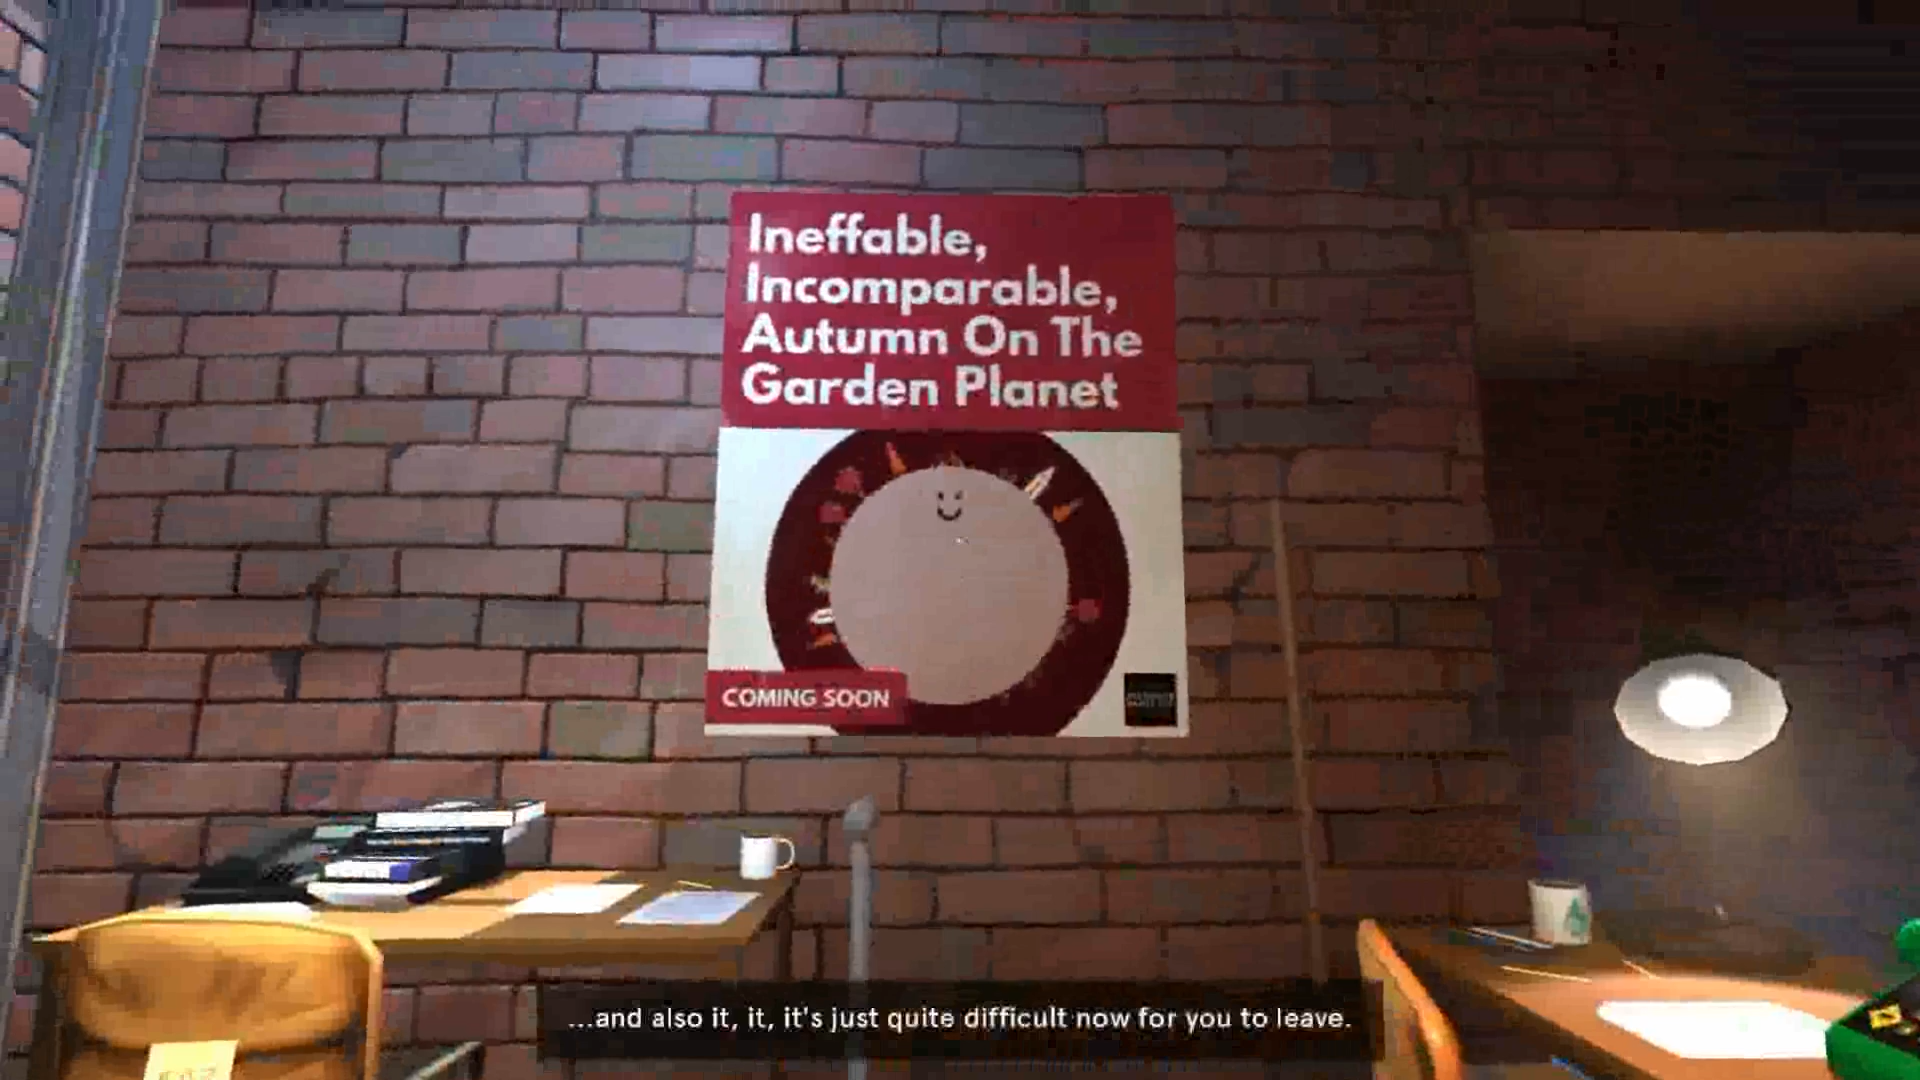 Ineffable,
Incomparable,
Autumn On The
Garden Planet
COMING SOON
...and also it, it, it's just quite difficult now for you to leave.